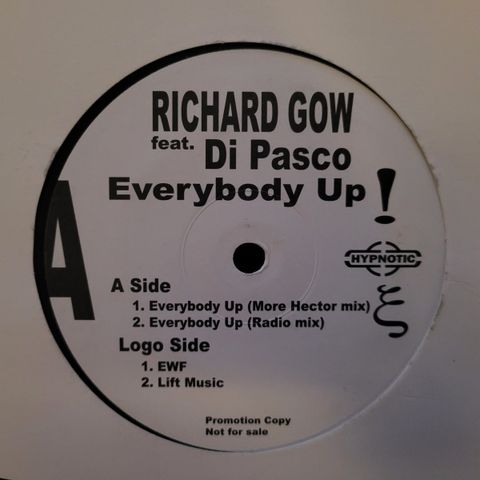 RICHARD GOW
feat. Di Pasco
Everybody Up !
A
HYPNOTIC
A Side
1. Everybody Up (More Hector mix)
2. Everybody Up (Radio mix)
Logo Side
1. EWF
2. Lift Music
Promotion Copy
Not for sale